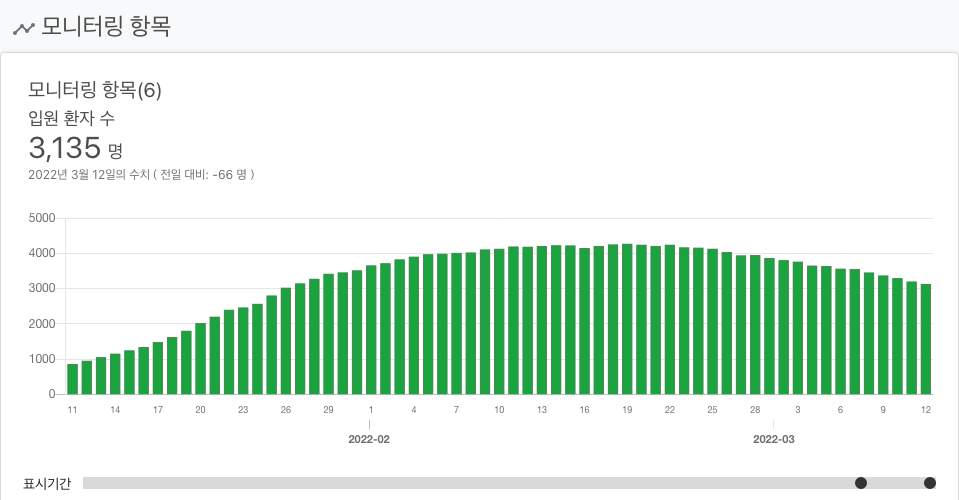 모니터링 항목
모니터링 항목(6)
입원 환자 수
3,135 명
2022년 3월 12일의 수치 ( 전일 대비: -66 명 )
5000
4000
3000
2000
1000
0
11 14 17 20 23 26 29 1 4 7 10 13 16 19 22 25 28 3 6 9 12
2022-02 2022-03
표시기간